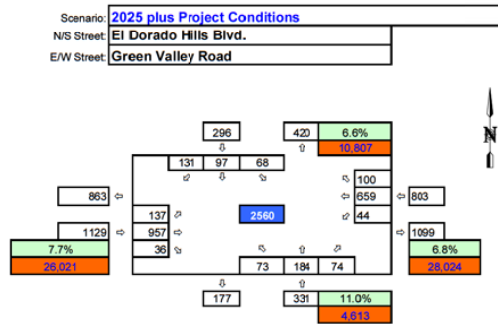 Scenario: 2025 plus Project Conditions
N/S Street: El Dorado Hills Blvd.
E/W Street: Green Valley Road
N
296 420 6.6%
10,807
131 97 68
863 100
659 803
137 2560 44
1129 957 1099
7.7% 36 6.8%
26,021 73 184 74 28,024
177 331 11.0%
4,613